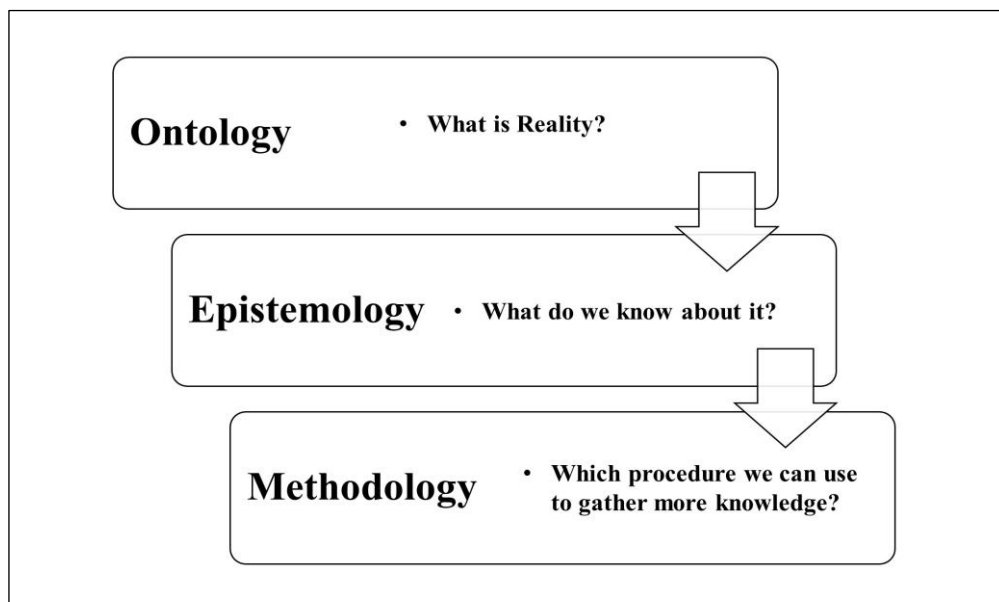 Ontology
• What is Reality?
Epistemology
• What do we know about it?
Methodology
• Which procedure we can use
to gather more knowledge?